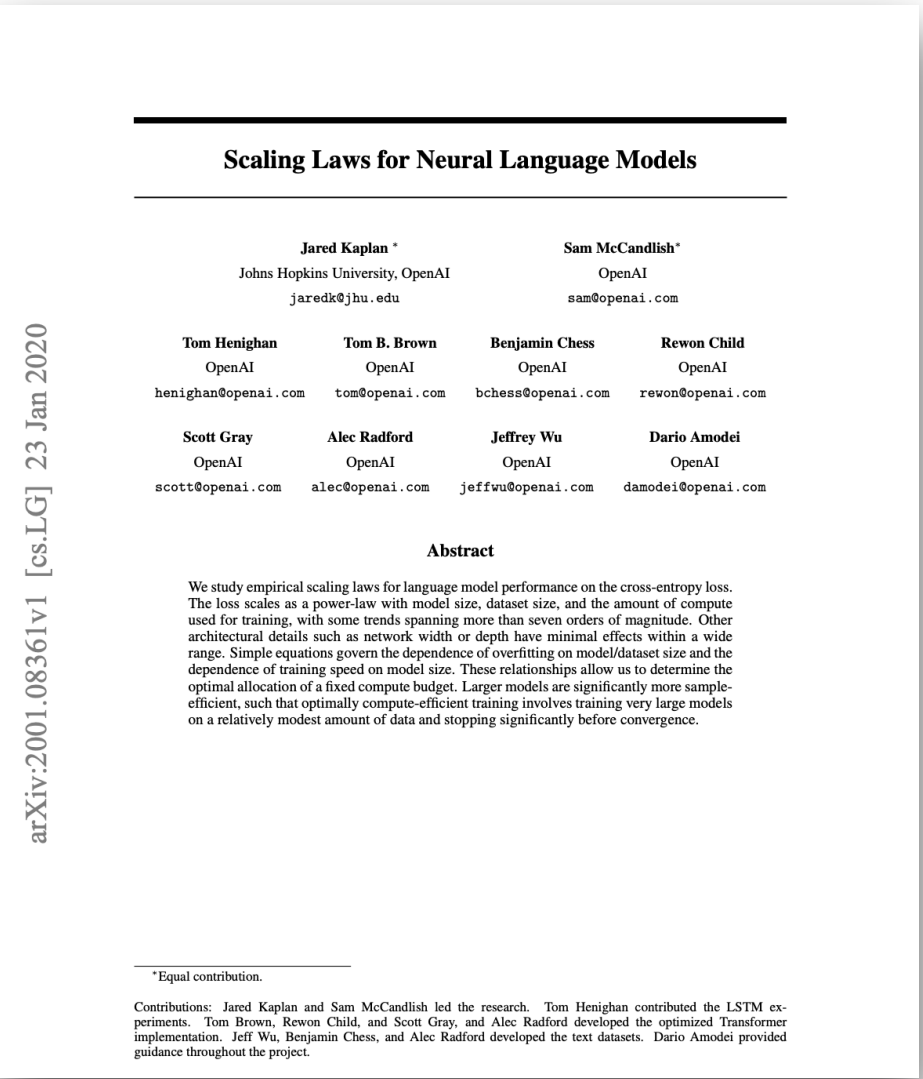 Scaling Laws for Neural Language Models
Jared Kaplan *
Sam McCandlish*
Johns Hopkins University, OpenAI
OpenAI
jaredk@jhu.edu
sam@openai.com
Tom Henighan
Tom B. Brown
Benjamin Chess
Rewon Child
OpenAI
OpenAI
OpenAI
OpenAI
henighan@openai.com
tom@openai.com
bchess@openai.com
rewon@openai.com
Scott Gray
Alec Radford
Jeffrey Wu
Dario Amodei
OpenAI
OpenAI
OpenAI
OpenAI
scott@openai.com
alec@openai.com
jeffwu@openai.com
damodei@openai.com
Abstract
We study empirical scaling laws for language model performance on the cross-entropy loss.
The loss scales as a power-law with model size, dataset size, and the amount of compute
used for training, with some trends spanning more than seven orders of magnitude. Other
architectural details such as network width or depth have minimal effects within a wide
range. Simple equations govern the dependence of overfitting on model/dataset size and the
dependence of training speed on model size. These relationships allow us to determine the
optimal allocation of a fixed compute budget. Larger models are significantly more sample-
efficient, such that optimally compute-efficient training involves training very large models
on a relatively modest amount of data and stopping significantly before convergence.
arXiv:2001.08361v1 [cs.LG] 23 Jan 2020
*Equal contribution.
Contributions: Jared Kaplan and Sam McCandlish led the research. Tom Henighan contributed the LSTM ex-
periments. Tom Brown, Rewon Child, and Scott Gray, and Alec Radford developed the optimized Transformer
implementation. Jeff Wu, Benjamin Chess, and Alec Radford developed the text datasets. Dario Amodei provided
guidance throughout the project.